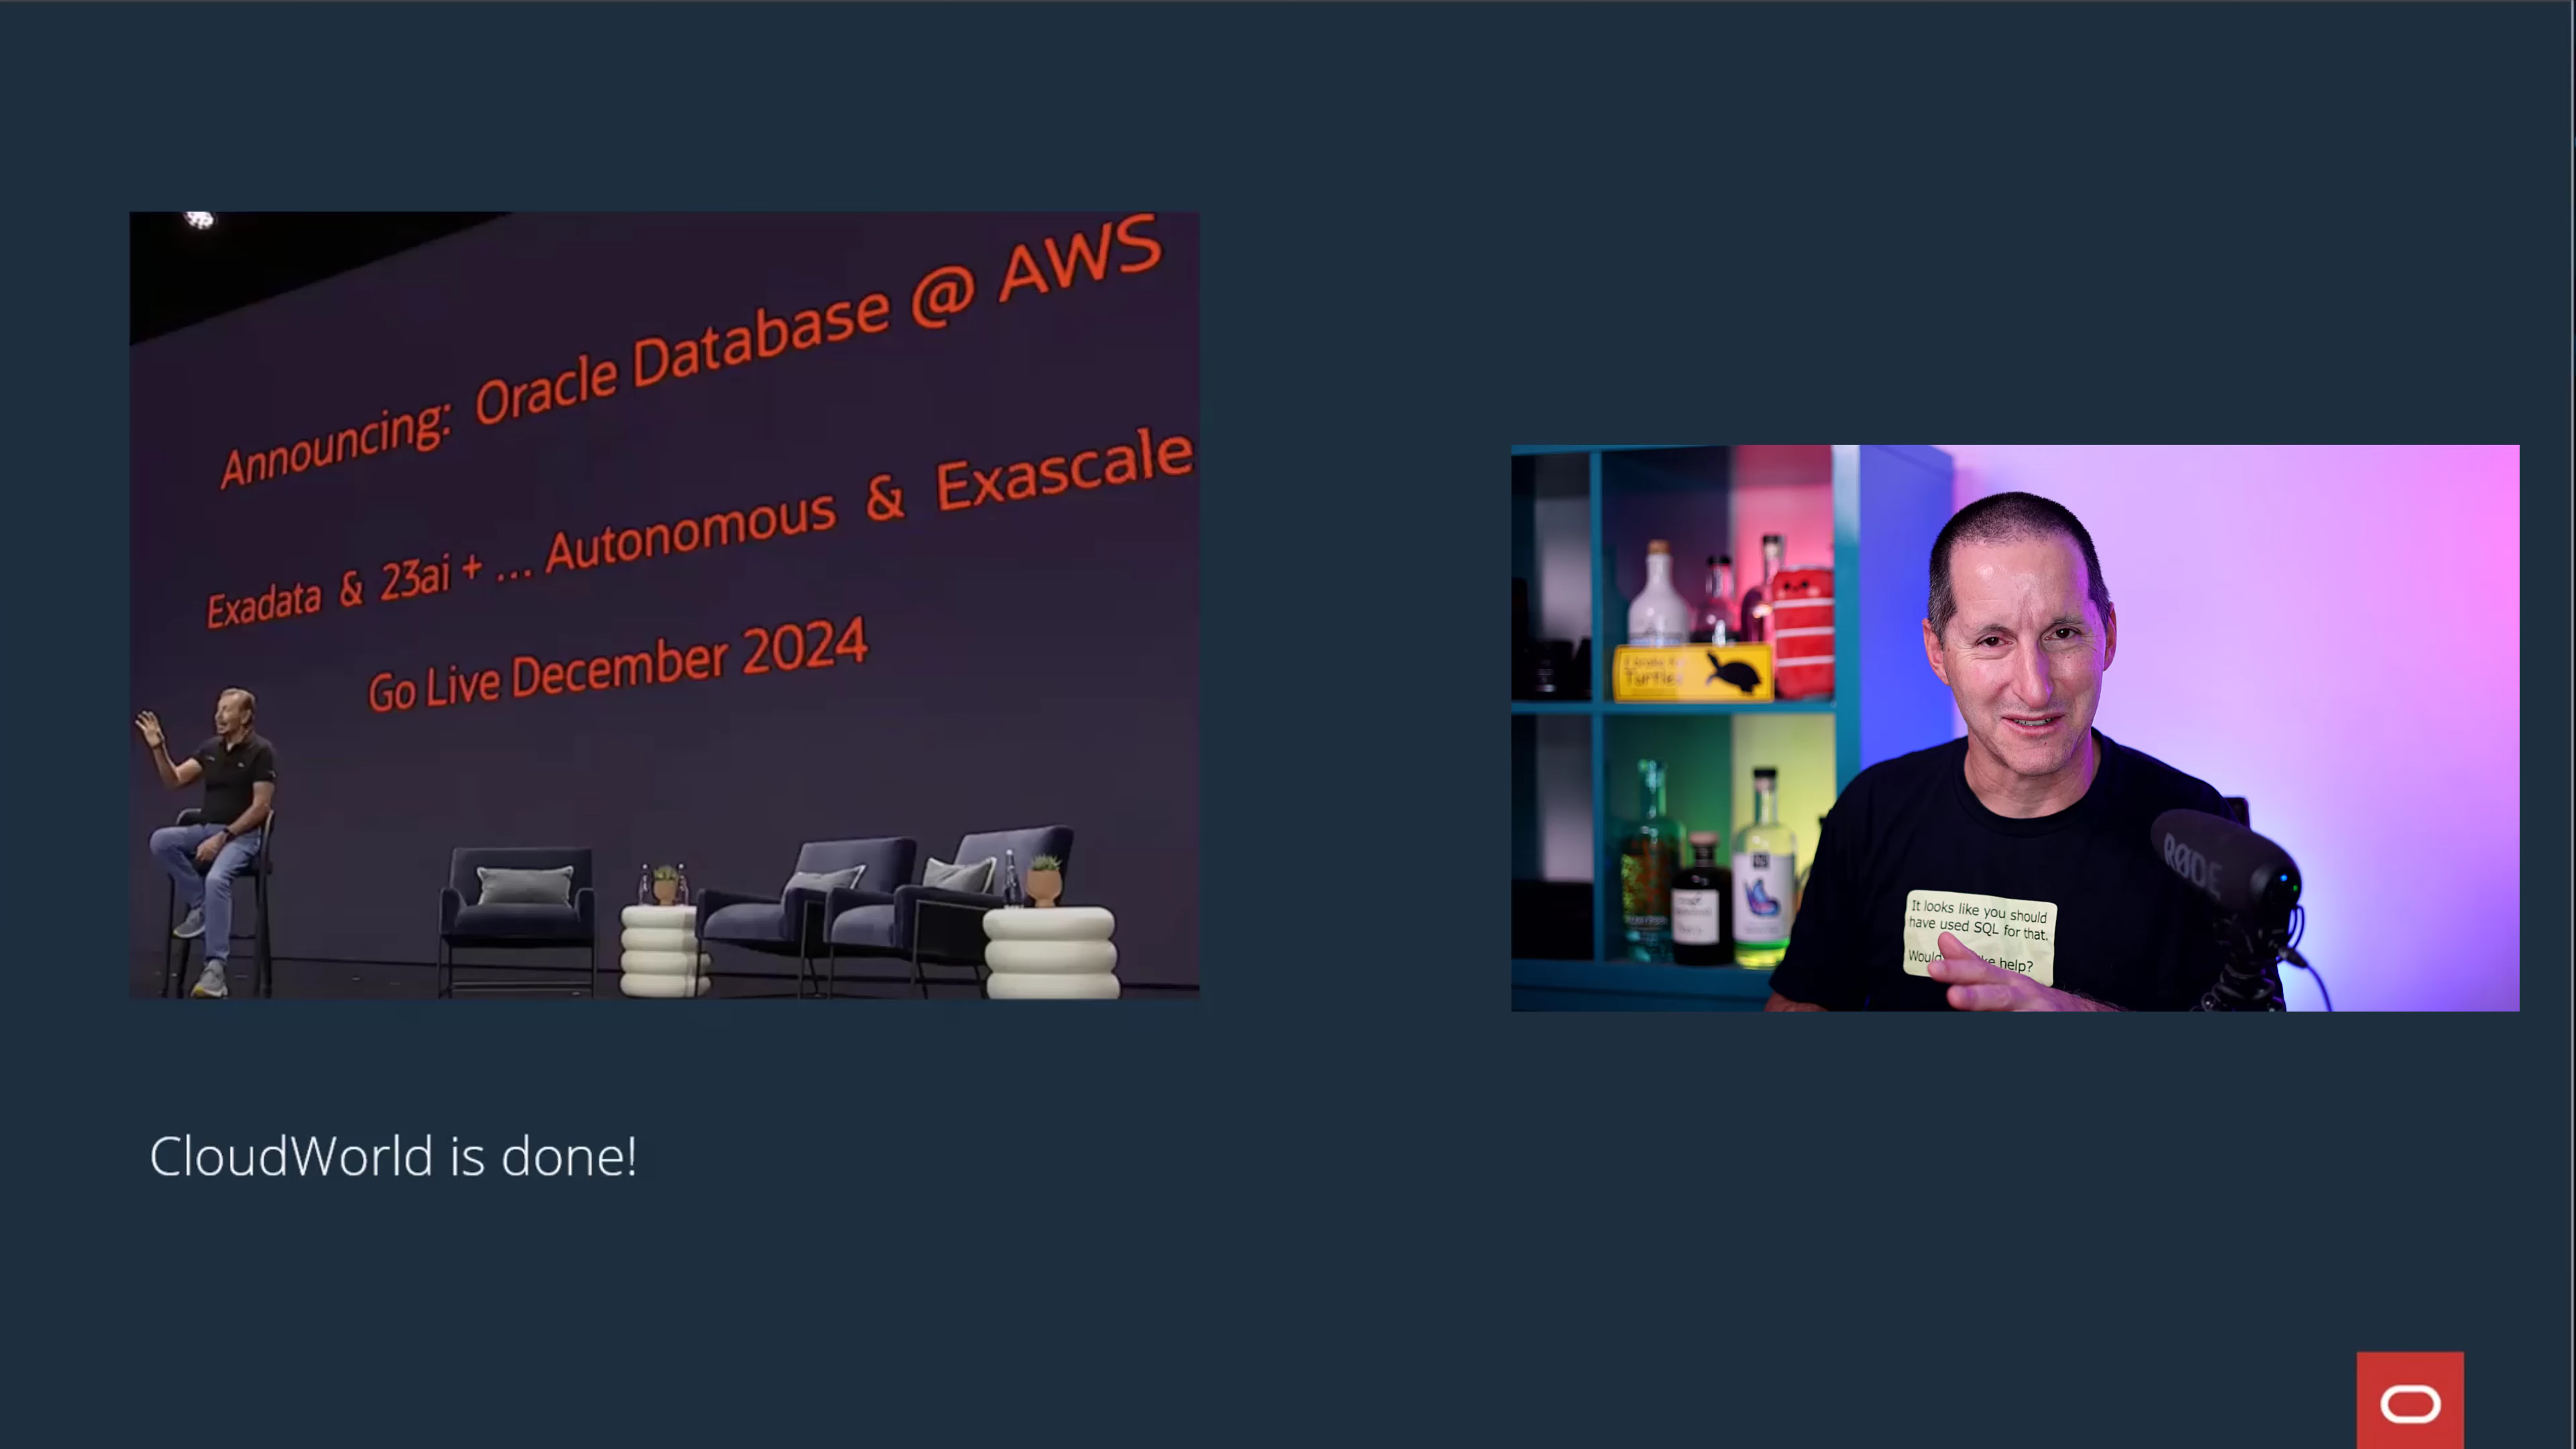 Announcing: Oracle Database @ AWS
Exadata & 23ai + ... Autonomous & Exascale
Go Live December 2024
Turtles
RØDE
It looks like you should
have used SQL for that.
help?
CloudWorld is done!